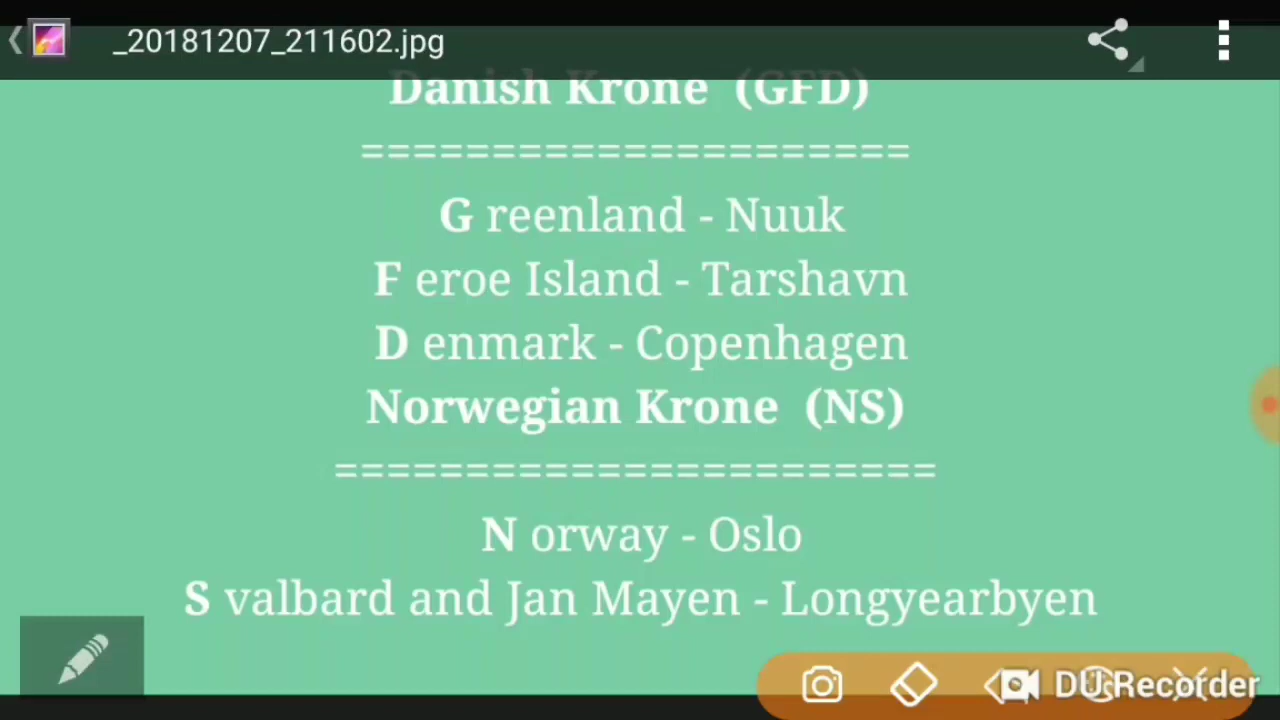 _20181207_211602.jpg
Danish Krone (GFD)
=====================
G reenland - Nuuk
F eroe Island - Tarshavn
D enmark - Copenhagen
Norwegian Krone (NS)
=======================
N orway - Oslo
S valbard and Jan Mayen - Longyearbyen
DU Recorder